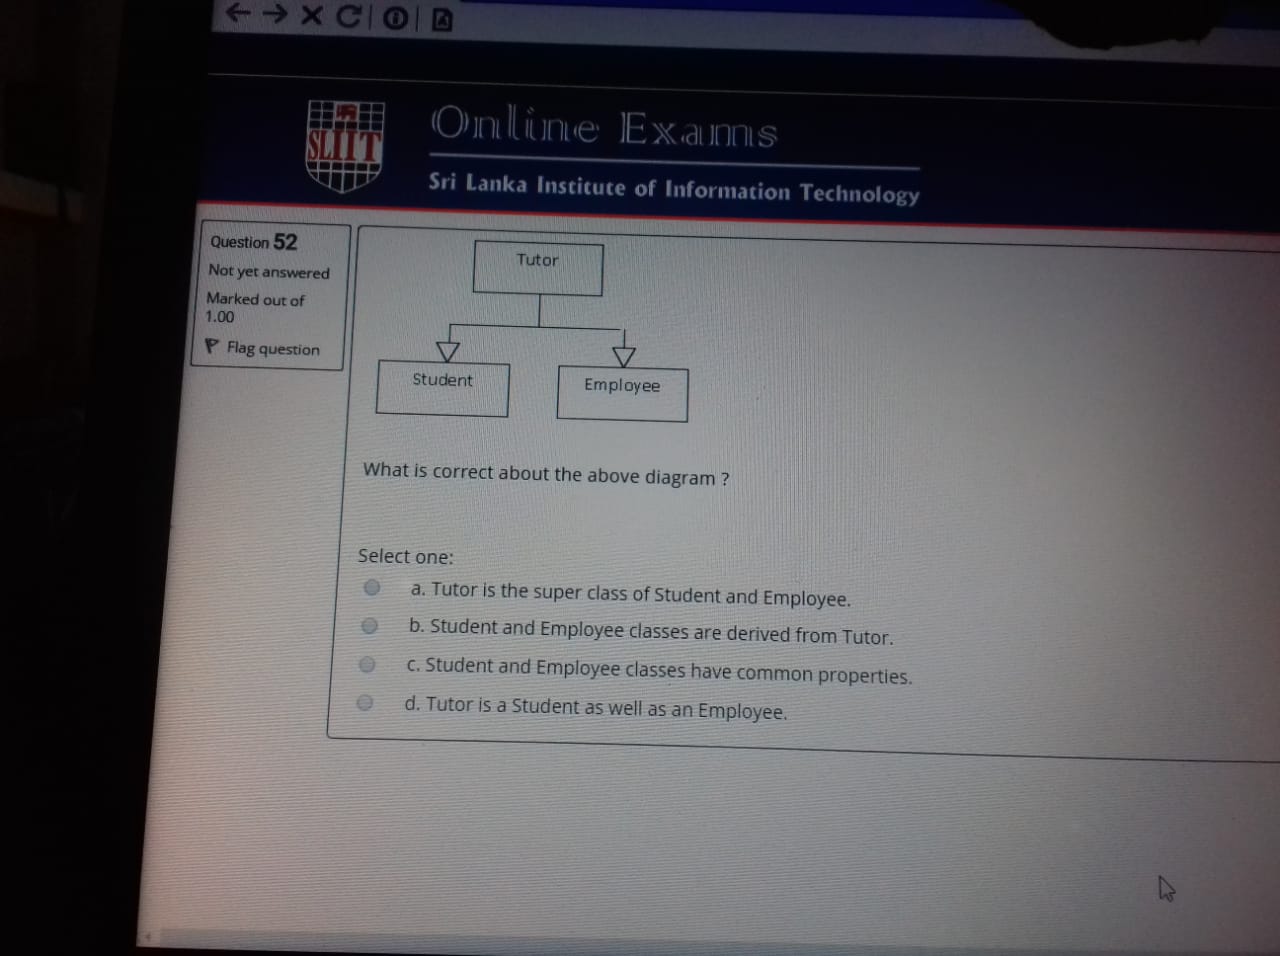 SLIIT
Online Exams
Sri Lanka Institute of Information Technology
Question 52
Not yet answered
Marked out of
1.00
Flag question
Tutor
Student
Employee
What is correct about the above diagram ?
Select one:
a. Tutor is the super class of Student and Employee.
b. Student and Employee classes are derived from Tutor.
c. Student and Employee classes have common properties.
d. Tutor is a Student as well as an Employee.